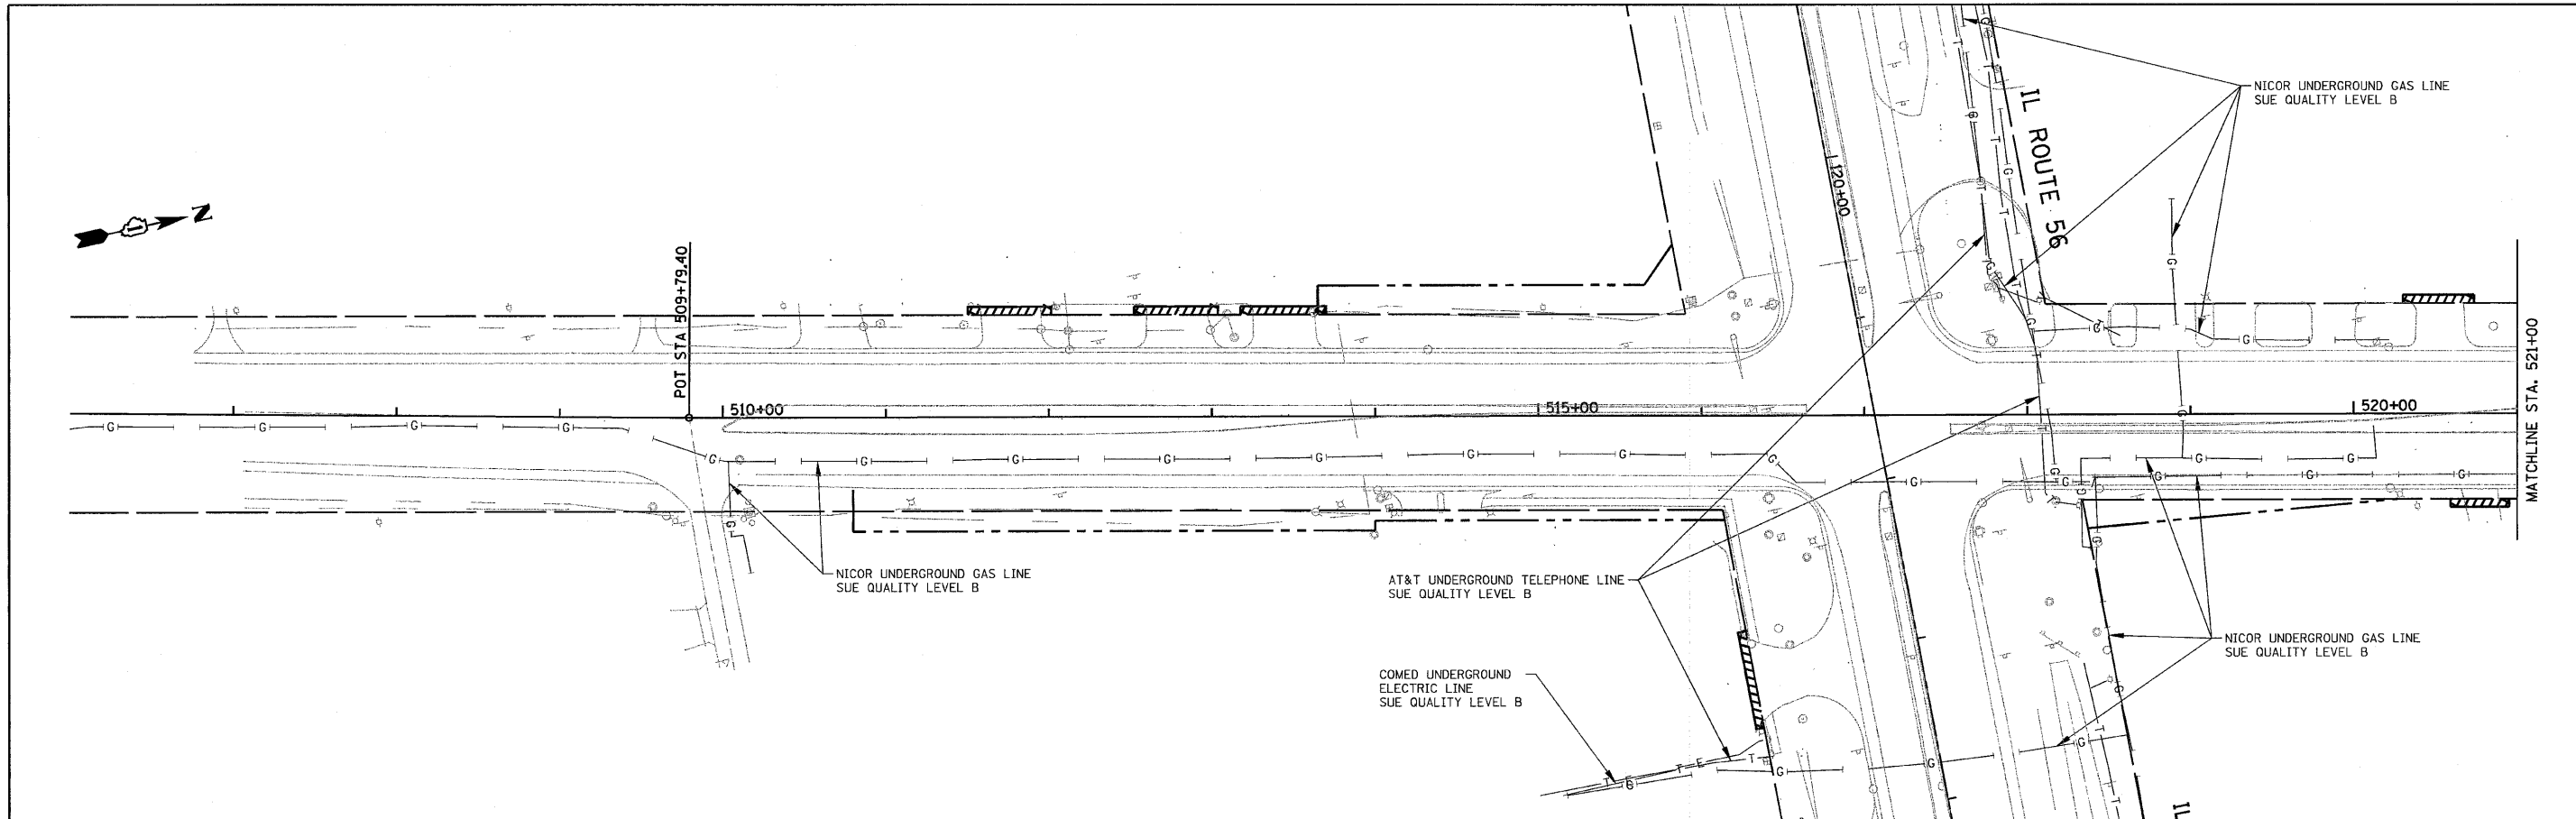 NICOR UNDERGROUND GAS LINE
SUE QUALITY LEVEL B
IL ROUTE 56
120+00
N
POT STA 509+79.40
510+00
515+00
520+00
MATCHLINE STA. 521+00
NICOR UNDERGROUND GAS LINE
SUE QUALITY LEVEL B
AT&T UNDERGROUND TELEPHONE LINE
SUE QUALITY LEVEL B
NICOR UNDERGROUND GAS LINE
SUE QUALITY LEVEL B
COMED UNDERGROUND
ELECTRIC LINE
SUE QUALITY LEVEL B
IL